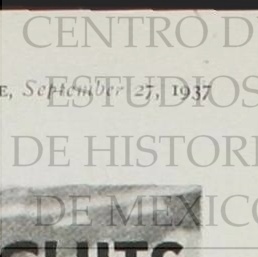 CENTRO D
E, September 27, 1937
ESTUDIOS
DE HISTORI
DE MEXICO